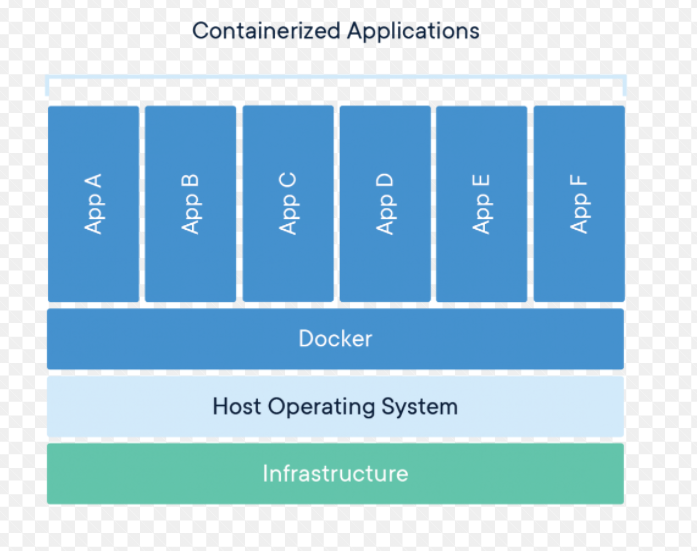 Containerized Applications
App A
App B
App C
App D
App E
App F
Docker
Host Operating System
Infrastructure